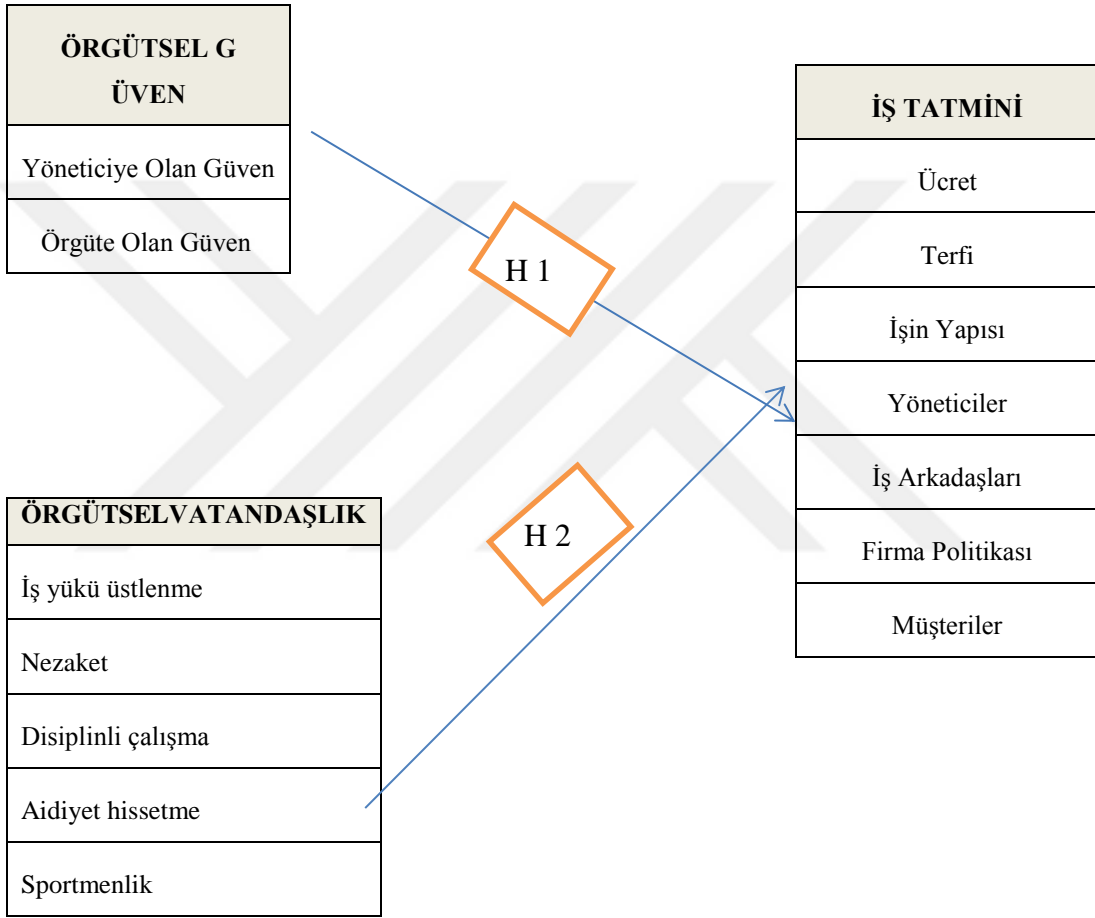 ÖRGÜTSEL G
ÜVEN
Yöneticiye Olan Güven
Örgüte Olan Güven
H 1
İŞ TATMİNİ
Ücret
Terfi
İşin Yapısı
Yöneticiler
İş Arkadaşları
Firma Politikası
Müşteriler
H 2
ÖRGÜTSELVATANDAŞLIK
İş yükü üstlenme
Nezaket
Disiplinli çalışma
Aidiyet hissetme
Sportmenlik